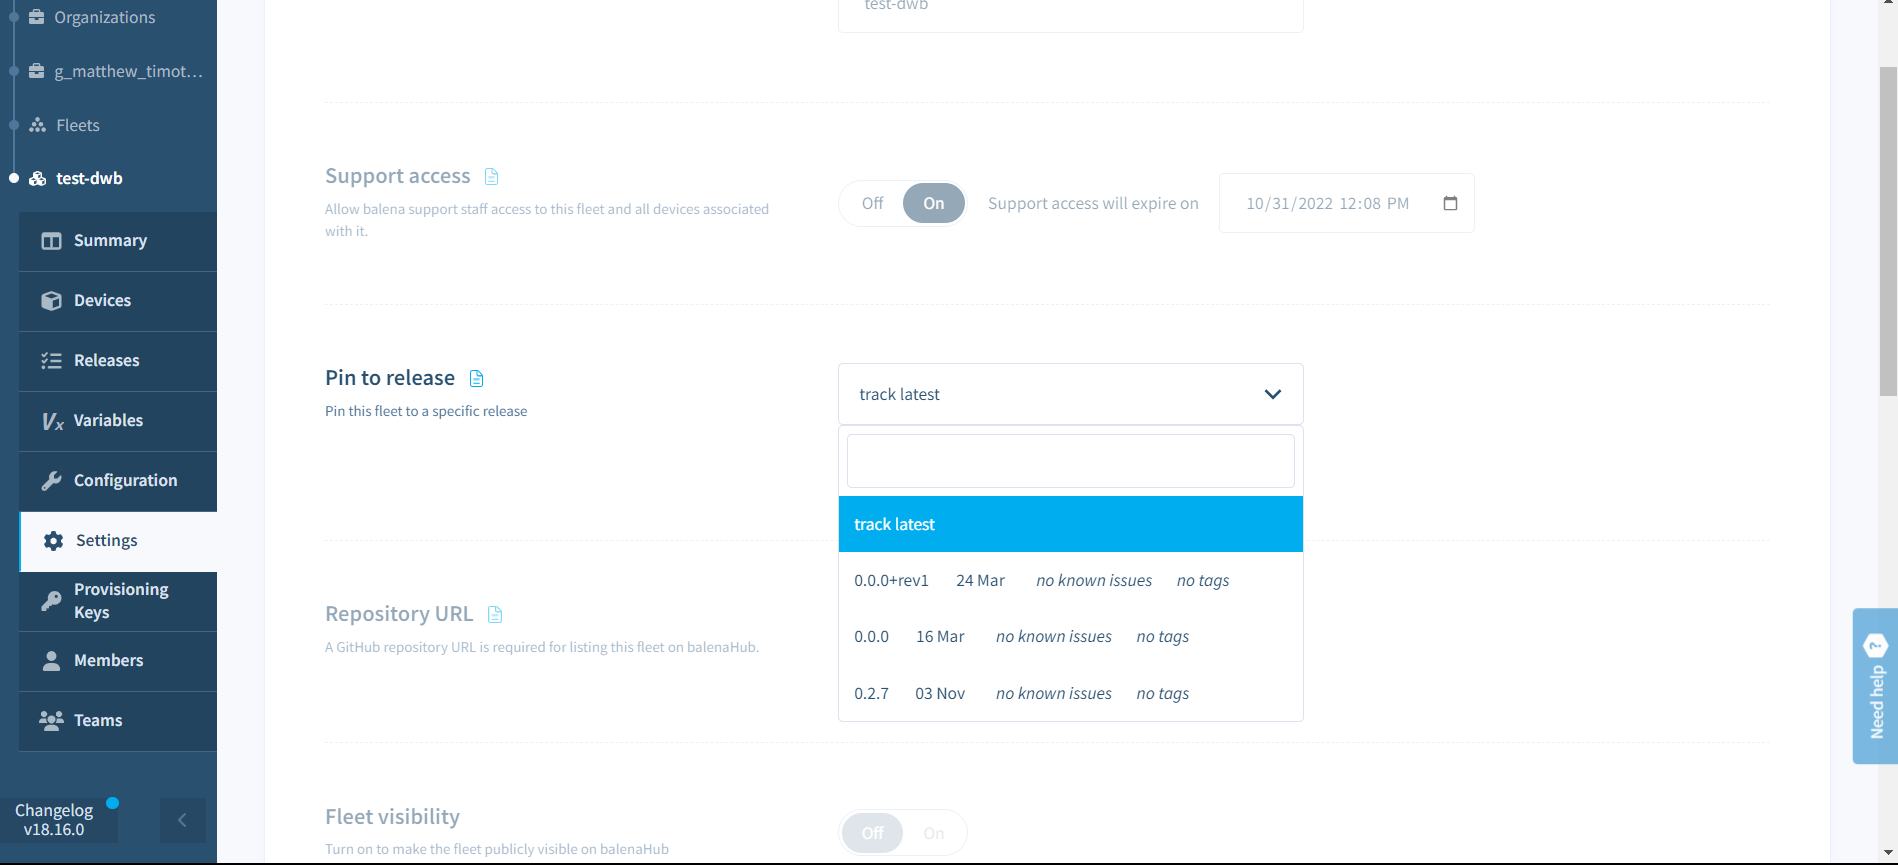 Organizations
g_matthew_timot...
Fleets
test-dwb
Summary
Devices
Releases
Vx Variables
Configuration
Settings
Provisioning
Keys
Members
Teams
Changelog
v18.16.0
test-dwb
Support access
Allow balena support staff access to this fleet and all devices associated
with it.
Off On Support access will expire on 10/31/2022 12:08 PM
Pin to release
Pin this fleet to a specific release
track latest
track latest
0.0.0+rev1 24 Mar no known issues no tags
0.0.0 16 Mar no known issues no tags
0.2.7 03 Nov no known issues no tags
Repository URL
A GitHub repository URL is required for listing this fleet on balenaHub.
Fleet visibility
Turn on to make the fleet publicly visible on balenaHub
Off On
Need help ?